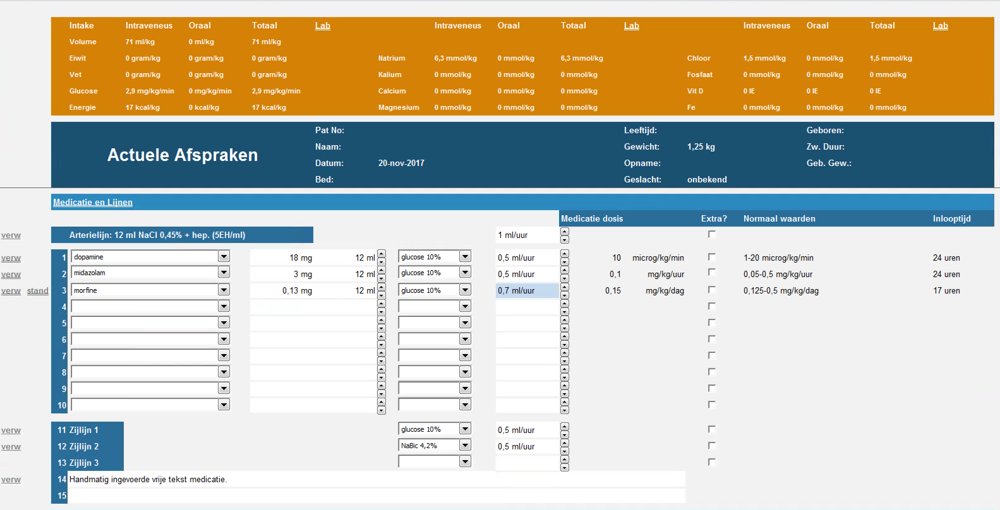 Intake Intraveneus Oraal Totaal Lab Intraveneus Oraal Totaal Lab Intraveneus Oraal Totaal Lab
Volume 71 ml/kg 0 ml/kg 71 ml/kg
Eiwit 0 gram/kg 0 gram/kg 0 gram/kg Natrium 6,3 mmol/kg 0 mmol/kg 6,3 mmol/kg Chloor 1,5 mmol/kg 0 mmol/kg 1,5 mmol/kg
Vet 0 gram/kg 0 gram/kg 0 gram/kg Kalium 0 mmol/kg 0 mmol/kg 0 mmol/kg Fosfaat 0 mmol/kg 0 mmol/kg 0 mmol/kg
Glucose 2,9 mg/kg/min 0 mg/kg/min 2,9 mg/kg/min Calcium 0 mmol/kg 0 mmol/kg 0 mmol/kg Vit D 0 IE 0 IE 0 IE
Energie 17 kcal/kg 0 kcal/kg 17 kcal/kg Magnesium 0 mmol/kg 0 mmol/kg 0 mmol/kg Fe 0 mmol/kg 0 mmol/kg 0 mmol/kg
Actuele Afspraken
Pat No: Leeftijd: Geboren:
Naam: Gewicht: 1,25 kg Zw. Duur:
Datum: 20-nov-2017 Opname: Geb. Gew.:
Bed: Geslacht: onbekend
Medicatie en Lijnen
Medicatie dosis Extra? Normaal waarden Inlooptijd
verw Arterielijn: 12 ml NaCl 0,45% + hep. (5EH/ml) 1 ml/uur
verw 1 dopamine 18 mg 12 ml glucose 10% 0,5 ml/uur 10 microg/kg/min 1-20 microg/kg/min 24 uren
verw 2 midazolam 3 mg 12 ml glucose 10% 0,5 ml/uur 0,1 mg/kg/uur 0,05-0,5 mg/kg/uur 24 uren
verw stand 3 morfine 0,13 mg 12 ml glucose 10% 0,7 ml/uur 0,15 mg/kg/dag 0,125-0,5 mg/kg/dag 17 uren
4
5
6
7
8
9
10
verw 11 Zijlijn 1 glucose 10% 0,5 ml/uur
verw 12 Zijlijn 2 NaBic 4,2% 0,5 ml/uur
13 Zijlijn 3
verw 14 Handmatig ingevoerde vrije tekst medicatie.
15